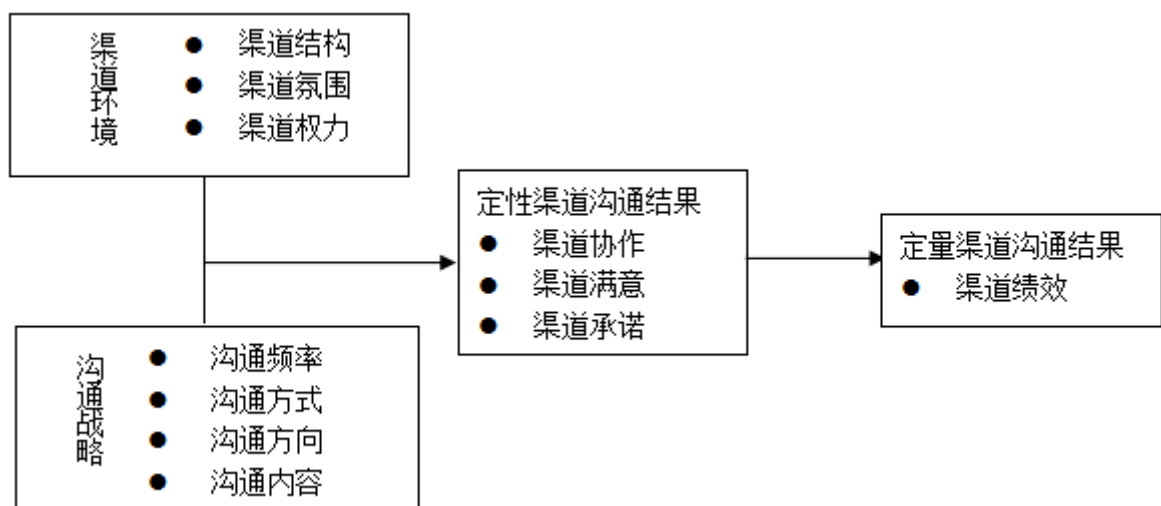 渠道环境
● 渠道结构
● 渠道氛围
● 渠道权力
定性渠道沟通结果
● 渠道协作
● 渠道满意
● 渠道承诺
定量渠道沟通结果
● 渠道绩效
沟通战略
● 沟通频率
● 沟通方式
● 沟通方向
● 沟通内容